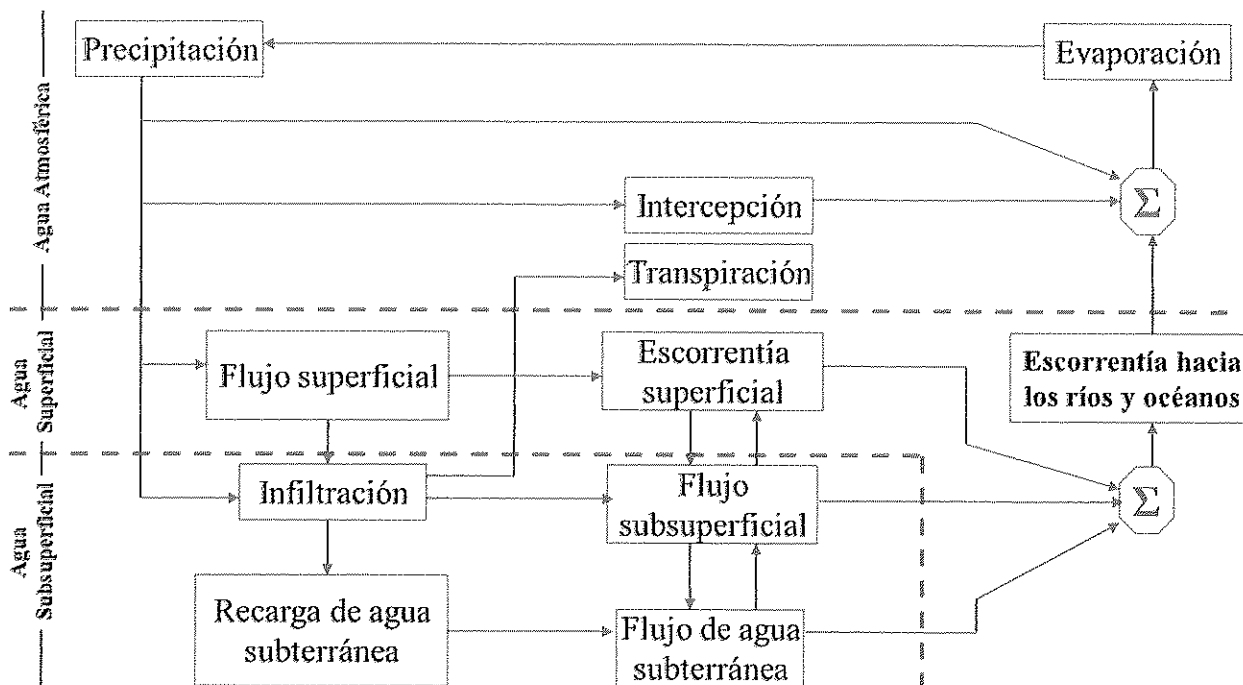 Precipitación
Evaporación
Agua Atmosférica
Σ
Intercepción
Transpiración
Agua
Superficial
Flujo superficial
Escorrentía
superficial
Escorrentía hacia
los ríos y océanos
Agua
Subsuperficial
Infiltración
Flujo
subsuperficial
Σ
Recarga de agua
subterránea
Flujo de agua
subterránea